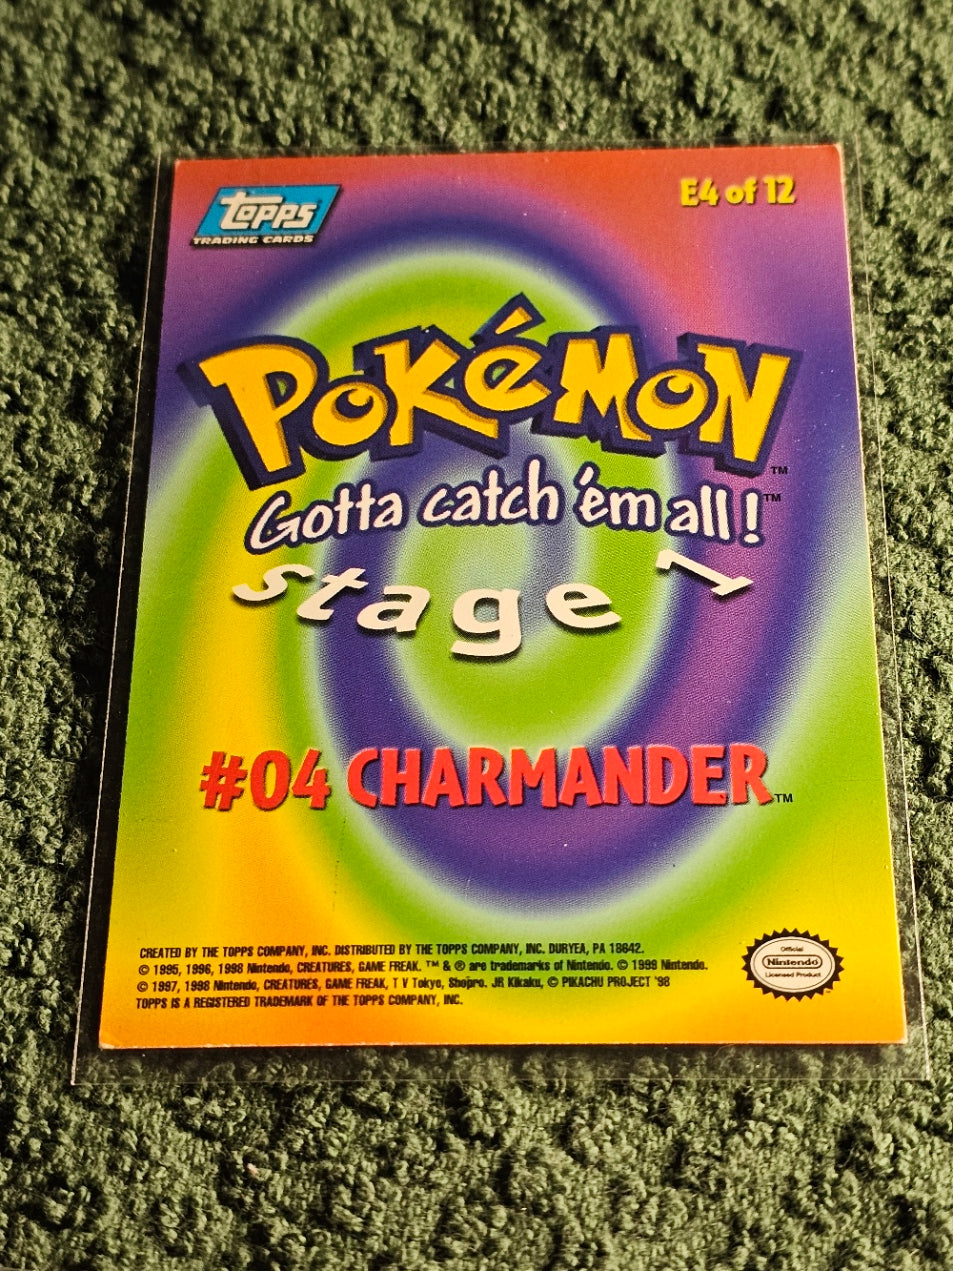 Topps
TRADING CARDS
E4 of 12
POKéMON™
Gotta catch 'em all!™
stage 1
#04 CHARMANDER™
CREATED BY THE TOPPS COMPANY, INC. DISTRIBUTED BY THE TOPPS COMPANY, INC. DURYEA, PA 18642.
© 1995, 1996, 1998 Nintendo, CREATURES, GAME FREAK. ™ & ® are trademarks of Nintendo. © 1999 Nintendo.
© 1997, 1998 Nintendo, CREATURES, GAME FREAK, T V Tokyo, Shopro. JR Kikaku, © PIKACHU PROJECT '98
TOPPS IS A REGISTERED TRADEMARK OF THE TOPPS COMPANY, INC.
Official
Nintendo
Licensed Product